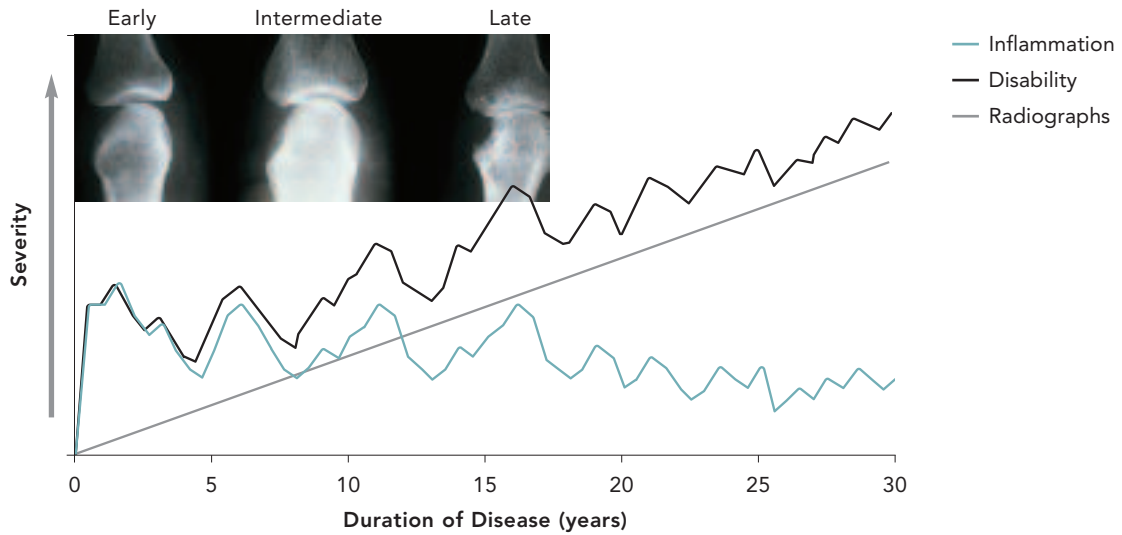 Early Intermediate Late
Inflammation
Disability
Radiographs
Severity
0 5 10 15 20 25 30
Duration of Disease (years)